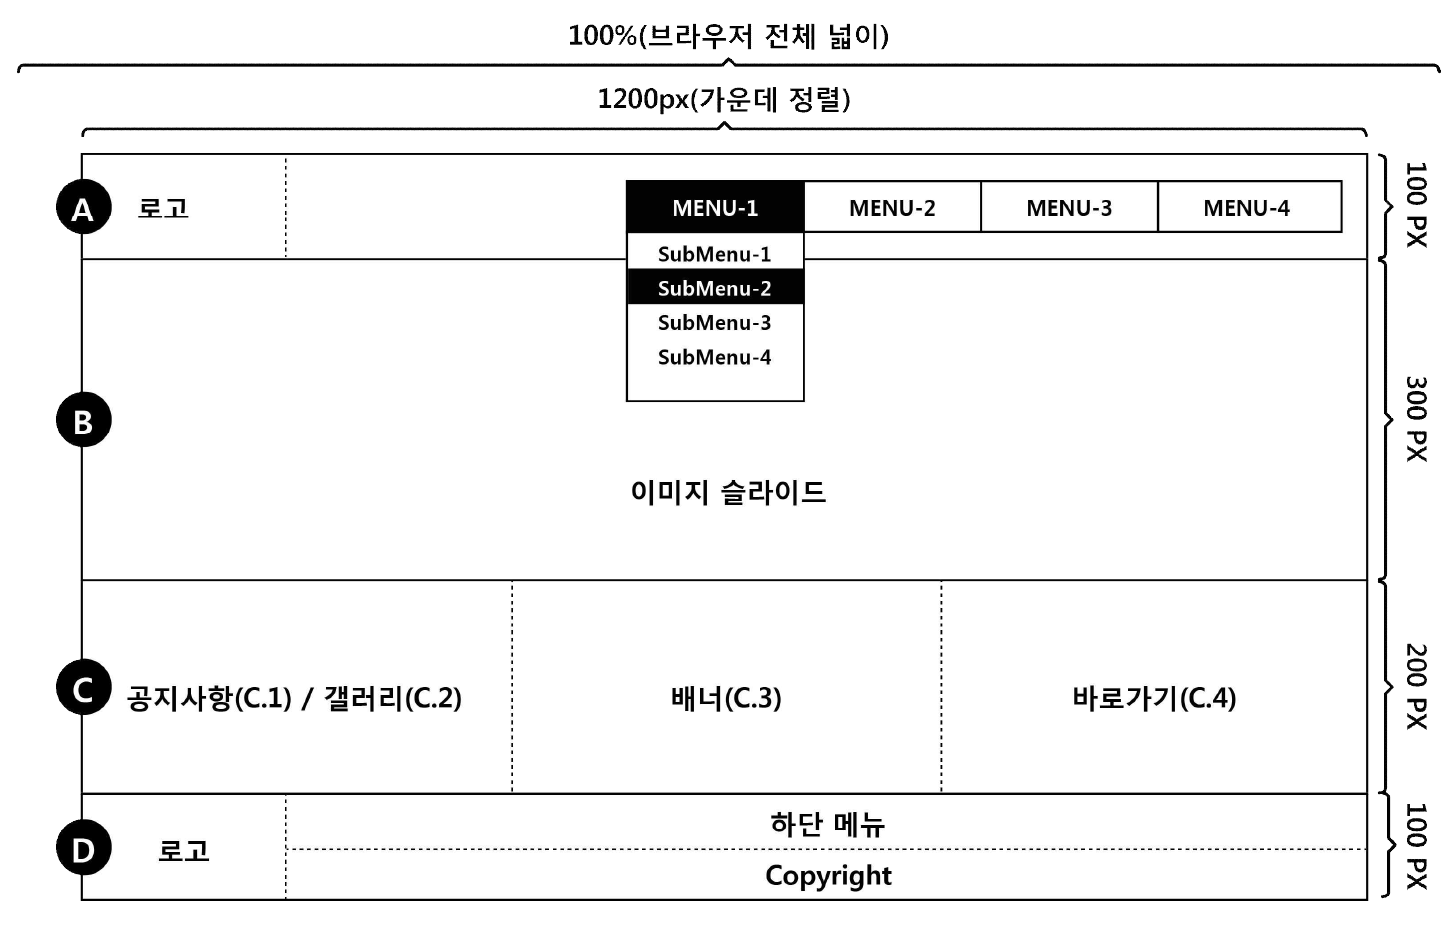 100%(브라우저 전체 넓이)
1200px(가운데 정렬)
A
로고
MENU-1
MENU-2
MENU-3
MENU-4
100 PX
SubMenu-1
SubMenu-2
SubMenu-3
SubMenu-4
B
이미지 슬라이드
300 PX
C
공지사항(C.1) / 갤러리(C.2)
배너(C.3)
바로가기(C.4)
200 PX
D
로고
하단 메뉴
Copyright
100 PX